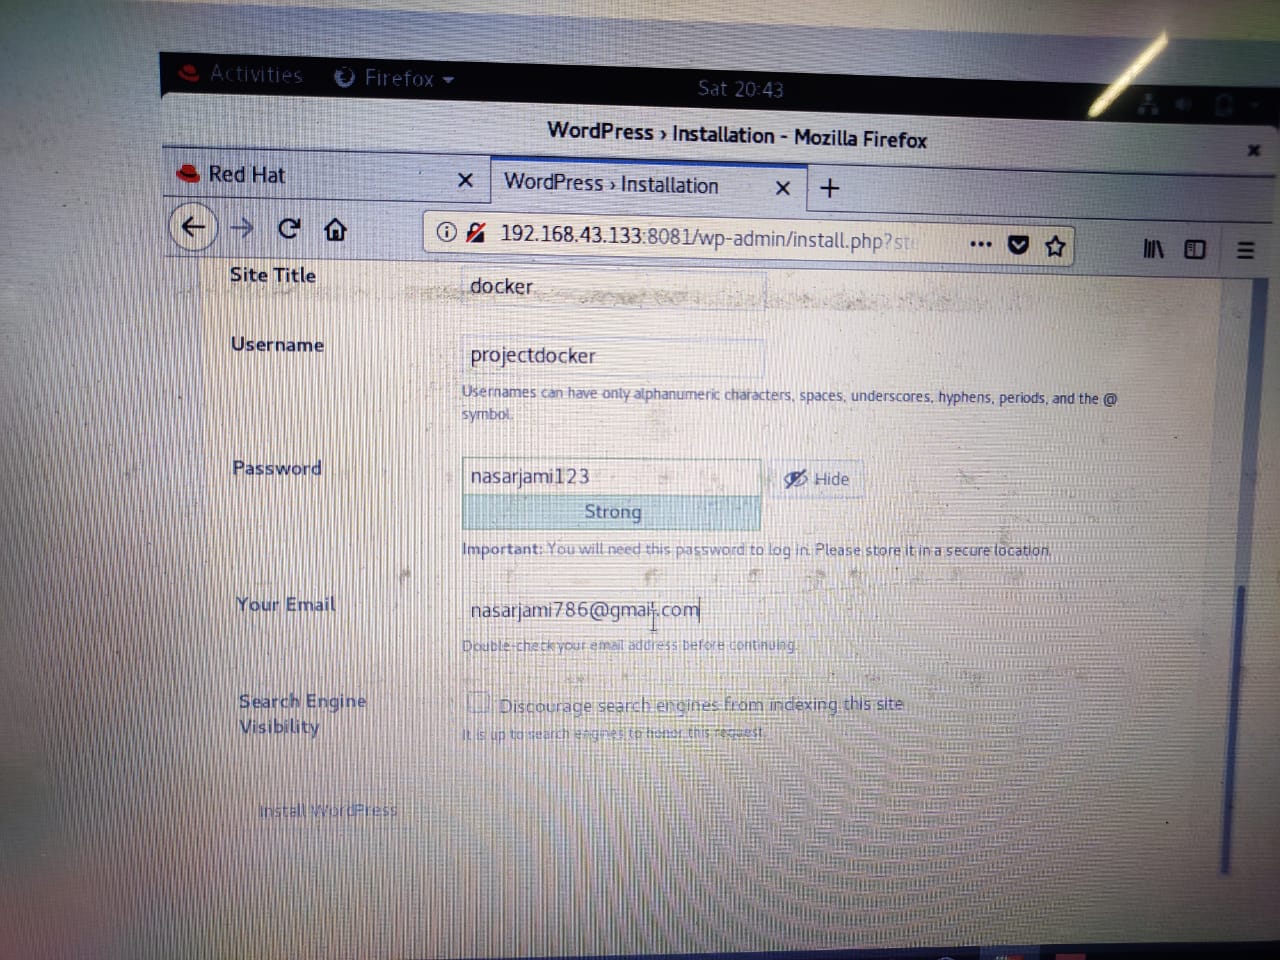 Activities Firefox Sat 20:43
WordPress › Installation - Mozilla Firefox
Red Hat WordPress › Installation
192.168.43.133:8081/wp-admin/install.php?ste
Site Title docker
Username projectdocker
Usernames can have only alphanumeric characters, spaces, underscores, hyphens, periods, and the @
symbol.
Password nasarjami123 Hide
Strong
Important: You will need this password to log in. Please store it in a secure location.
Your Email nasarjami786@gmail.com
Double-check your email address before continuing.
Search Engine Discourage search engines from indexing this site
Visibility
It is up to search engines to honor this request.
Install WordPress